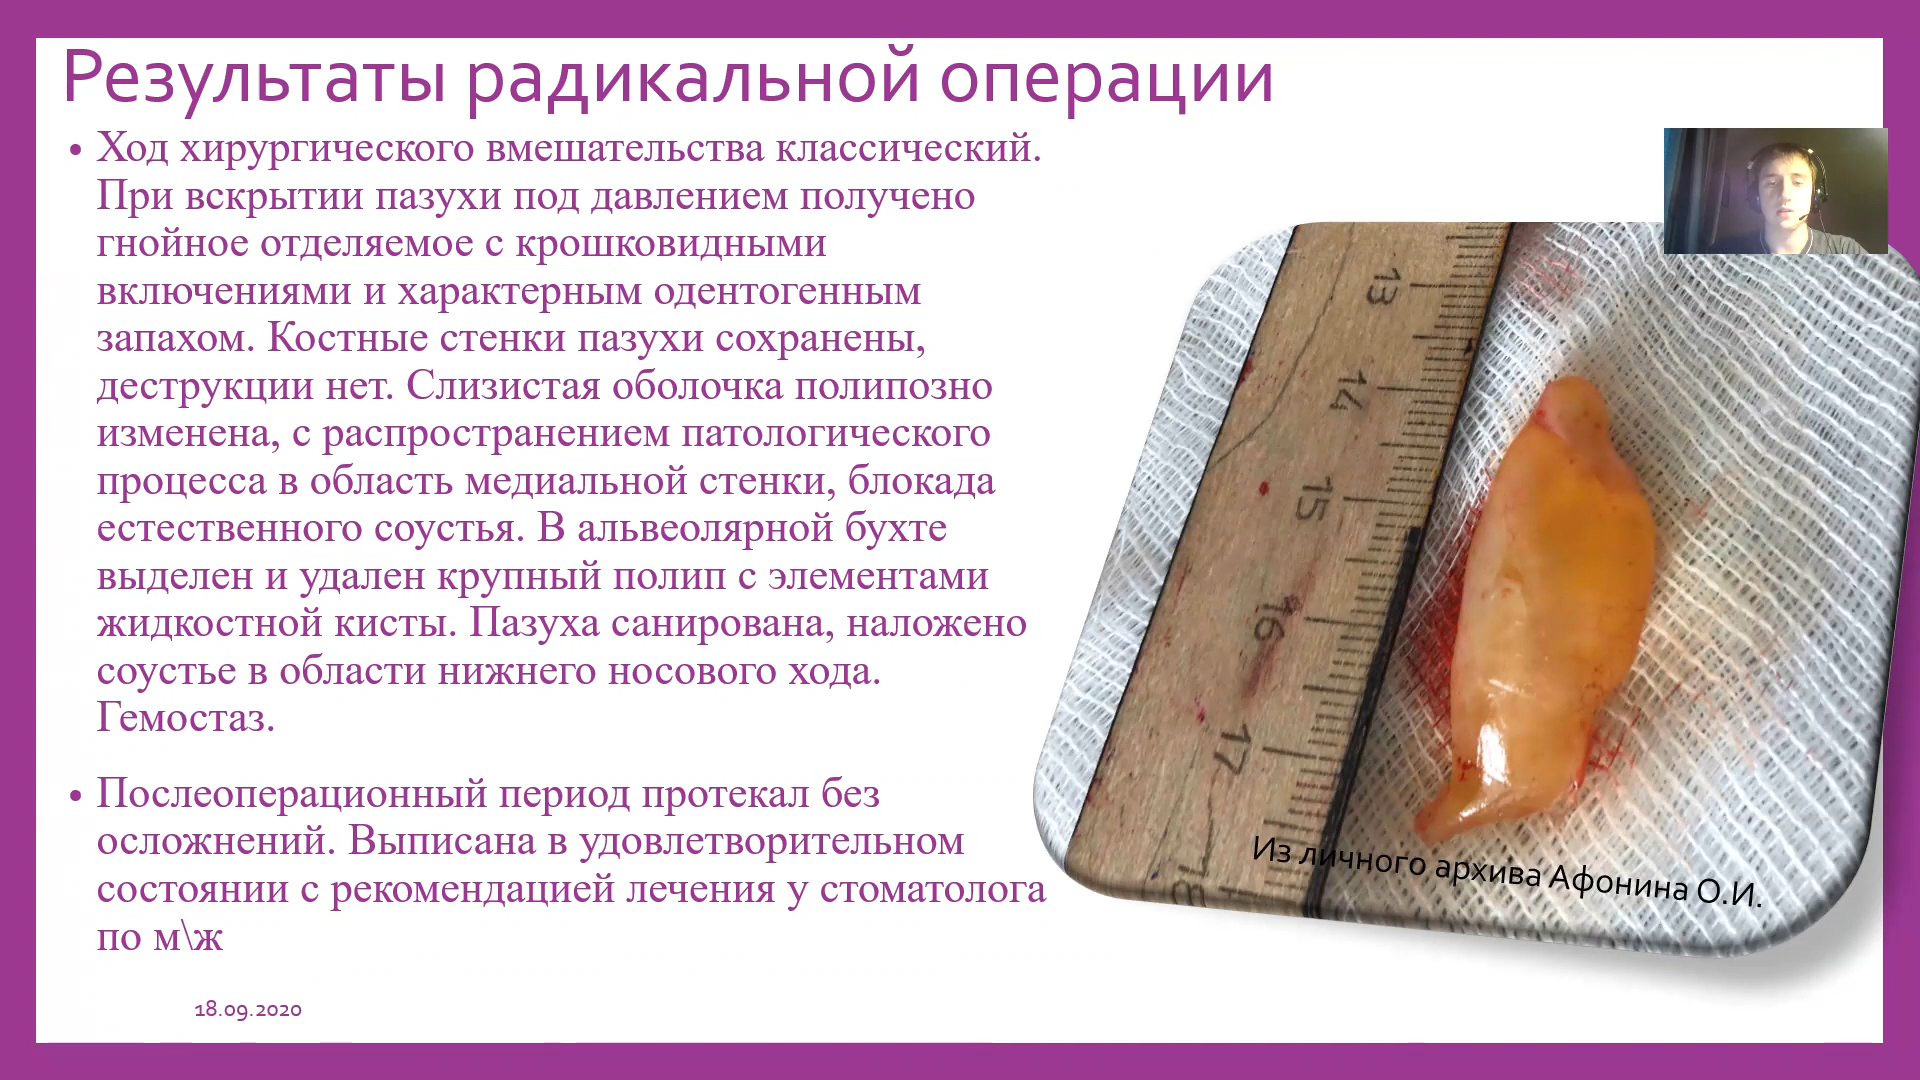 Результаты радикальной операции
• Ход хирургического вмешательства классический.
При вскрытии пазухи под давлением получено
гнойное отделяемое с крошковидными
включениями и характерным одентогенным
запахом. Костные стенки пазухи сохранены,
деструкции нет. Слизистая оболочка полипозно
изменена, с распространением патологического
процесса в область медиальной стенки, блокада
естественного соустья. В альвеолярной бухте
выделен и удален крупный полип с элементами
жидкостной кисты. Пазуха санирована, наложено
соустье в области нижнего носового хода.
Гемостаз.
• Послеоперационный период протекал без
осложнений. Выписана в удовлетворительном
состоянии с рекомендацией лечения у стоматолога
по м\ж
18.09.2020
13
14
15
16
17
18
Из личного архива Афонина О.И.